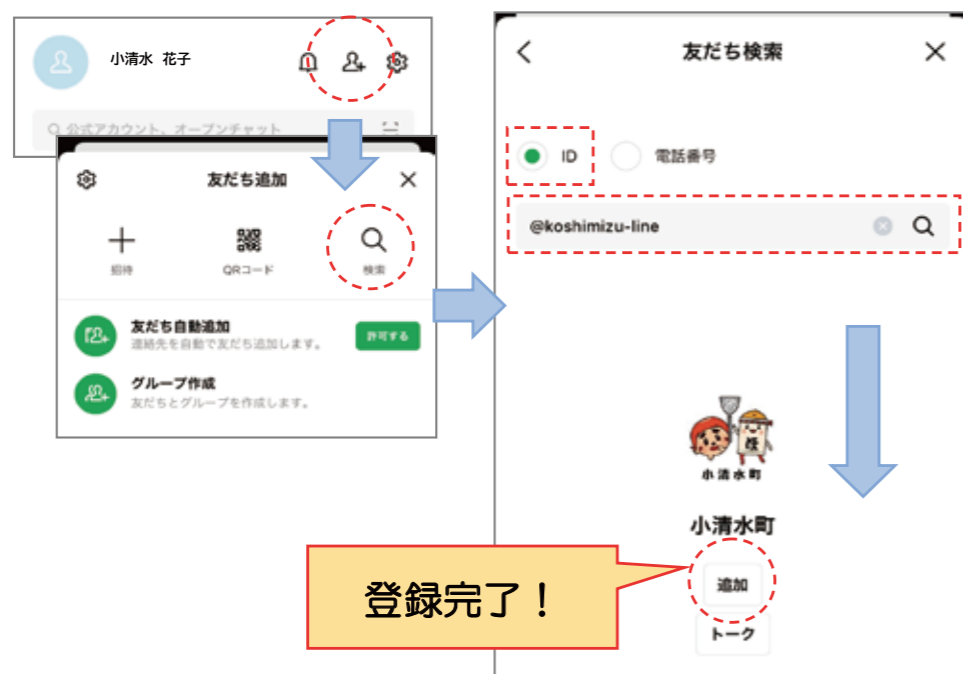 小清水 花子
公式アカウント、オープンチャット
友だち追加
招待
QRコード
検索
友だち自動追加
連絡先を自動で友だち追加します。
許可する
グループ作成
友だちとグループを作成します。
友だち検索
ID
電話番号
@koshimizu-line
小清水町
小清水町
追加
トーク
登録完了！